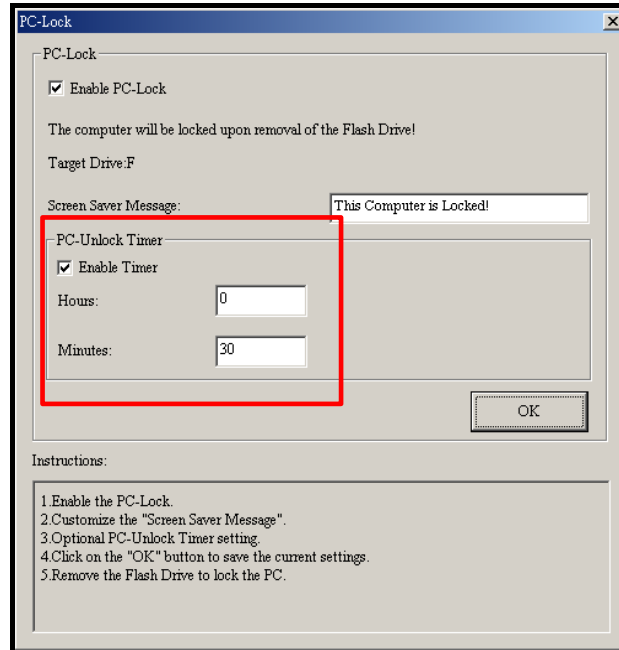 PC-Lock
PC-Lock
Enable PC-Lock
The computer will be locked upon removal of the Flash Drive!
Target Drive:F
Screen Saver Message: This Computer is Locked!
PC-Unlock Timer
Enable Timer
Hours: 0
Minutes: 30
OK
Instructions:
1.Enable the PC-Lock.
2.Customize the "Screen Saver Message".
3.Optional PC-Unlock Timer setting.
4.Click on the "OK" button to save the current settings.
5.Remove the Flash Drive to lock the PC.